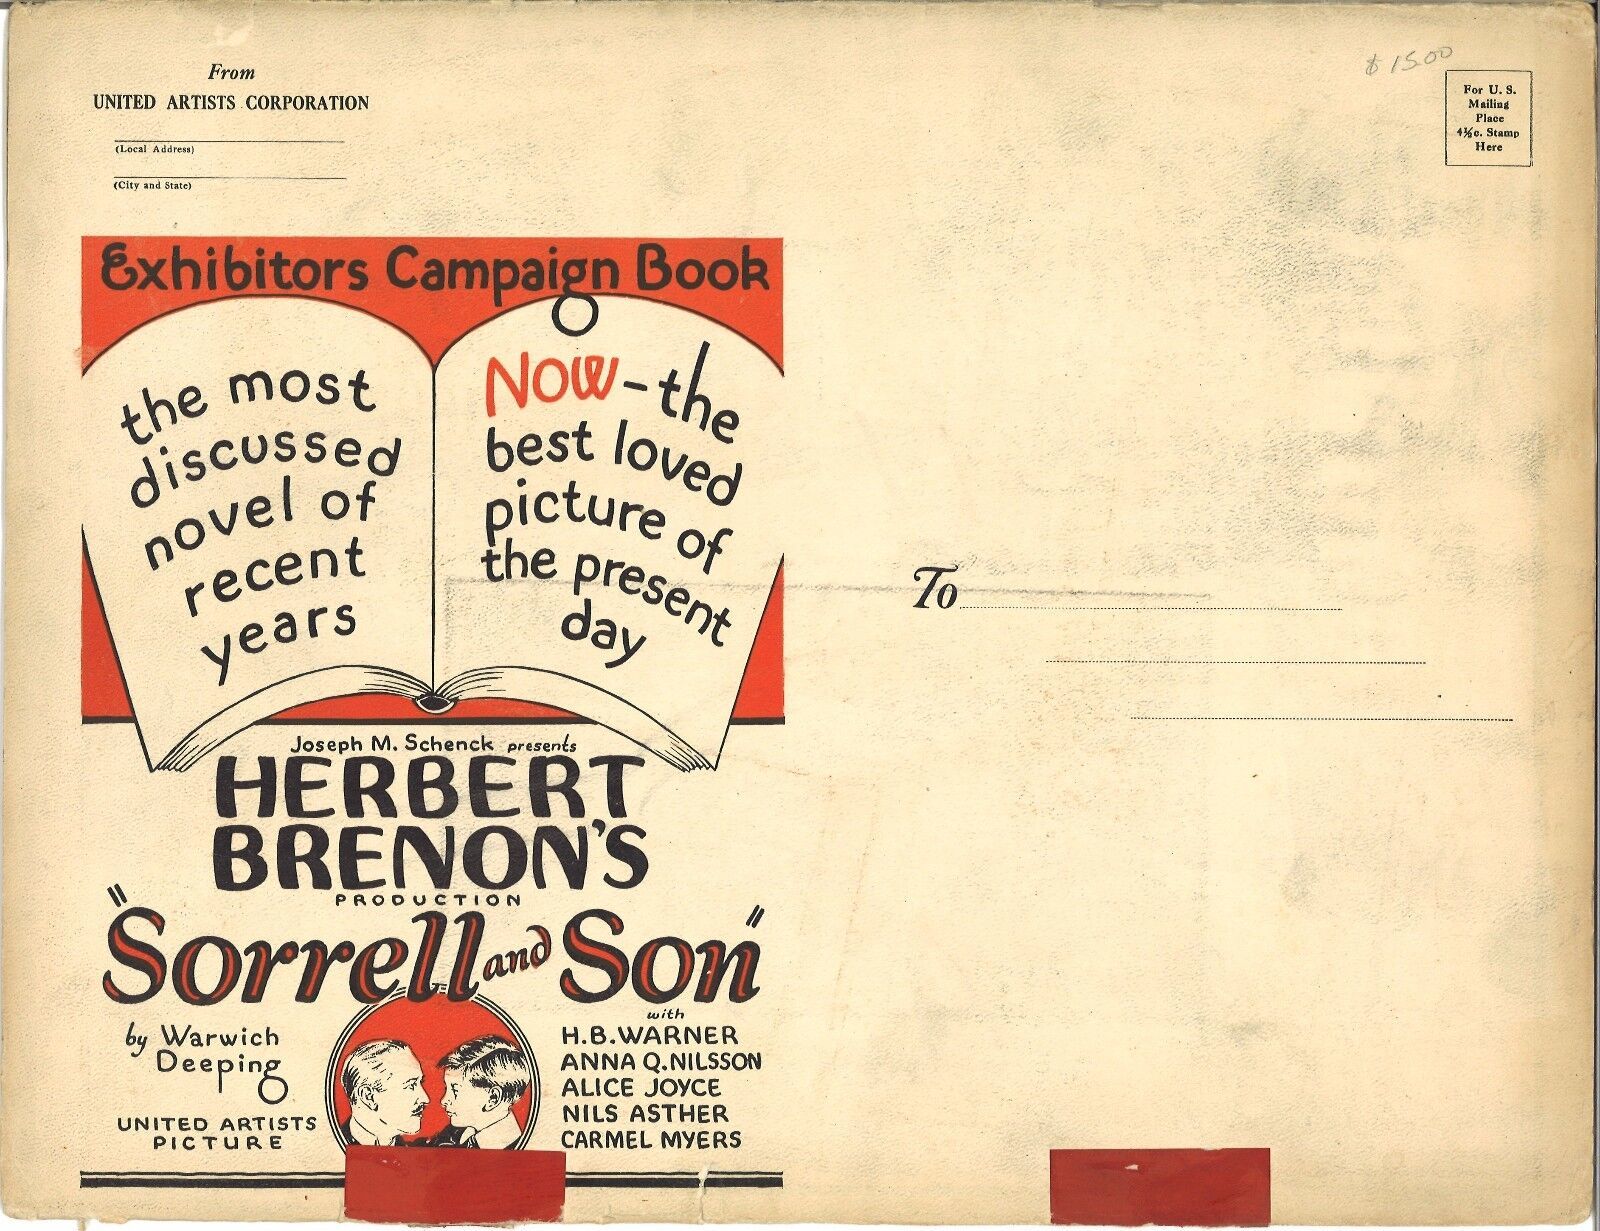 From
UNITED ARTISTS CORPORATION
(Local Address)
(City and State)
$ 15.00
For U. S.
Mailing
Place
4½c. Stamp
Here
Exhibitors Campaign Book
the most
discussed
novel of
recent
years
NOW-the
best loved
picture of
the present
day
To
Joseph M. Schenck presents
HERBERT
BRENON'S
PRODUCTION
"Sorrell and Son"
by Warwich
Deeping
UNITED ARTISTS
PICTURE
with
H.B. WARNER
ANNA Q. NILSSON
ALICE JOYCE
NILS ASTHER
CARMEL MYERS